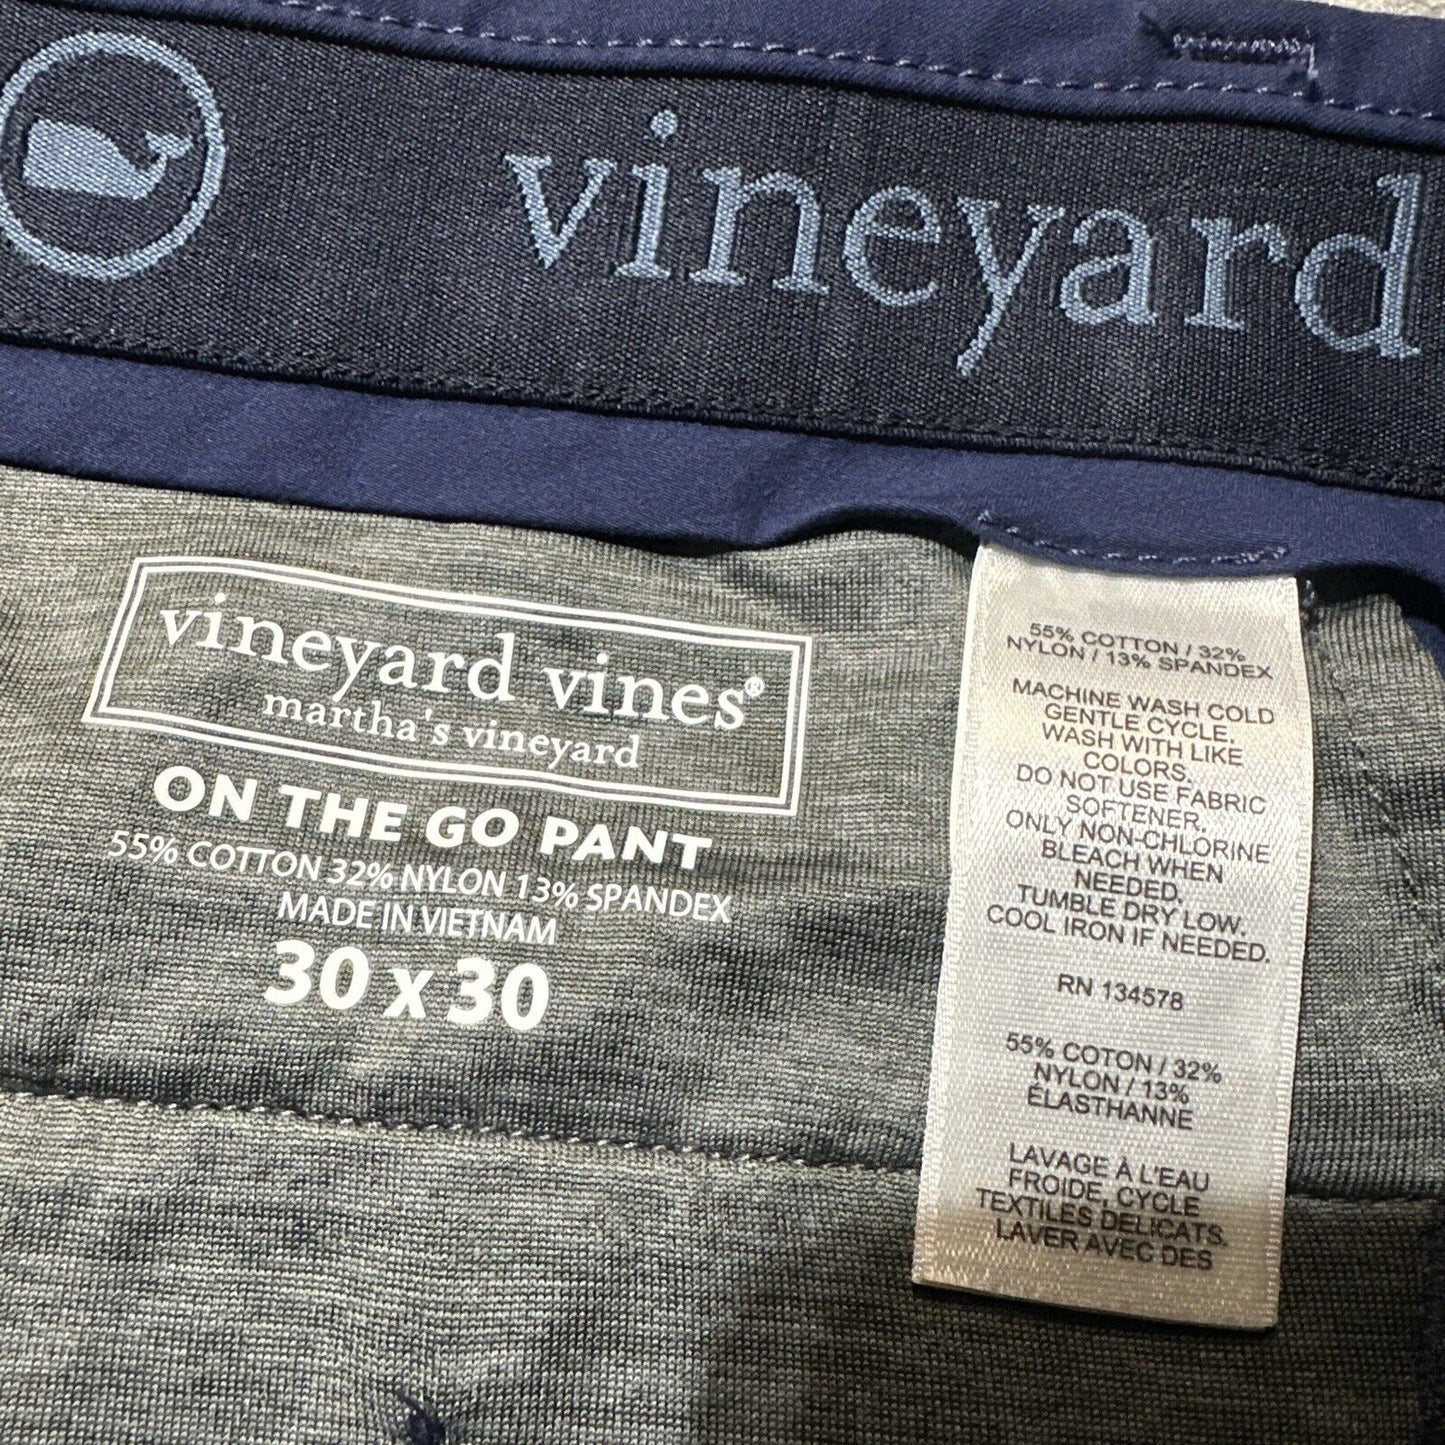 vineyard
vineyard vines®
martha's vineyard
ON THE GO PANT
55% COTTON 32% NYLON 13% SPANDEX
MADE IN VIETNAM
30 x 30
55% COTTON / 32%
NYLON / 13% SPANDEX
MACHINE WASH COLD
GENTLE CYCLE.
WASH WITH LIKE
COLORS.
DO NOT USE FABRIC
SOFTENER.
ONLY NON-CHLORINE
BLEACH WHEN
NEEDED.
TUMBLE DRY LOW.
COOL IRON IF NEEDED.
RN 134578
55% COTON / 32%
NYLON / 13%
ÉLASTHANNE
LAVAGE À L'EAU
FROIDE, CYCLE
TEXTILES DÉLICATS.
LAVER AVEC DES